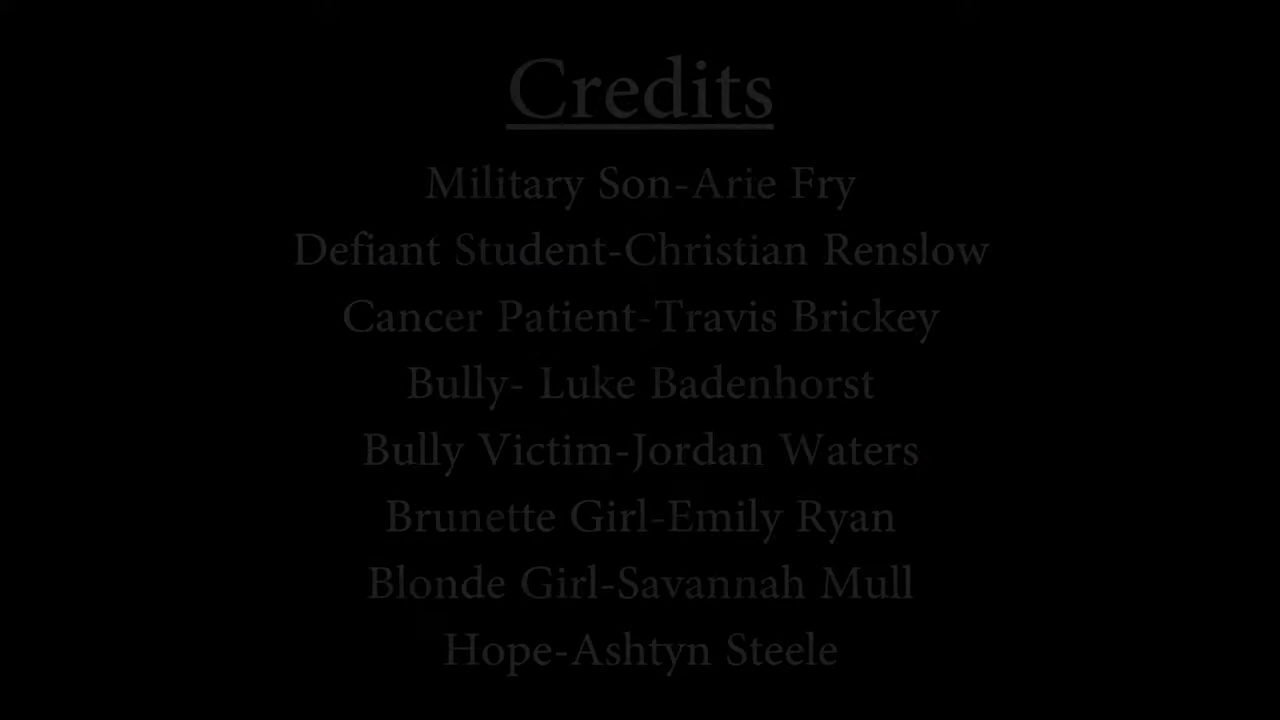 Credits
Military Son-Arie Fry
Defiant Student-Christian Renslow
Cancer Patient-Travis Brickey
Bully- Luke Badenhorst
Bully Victim-Jordan Waters
Brunette Girl-Emily Ryan
Blonde Girl-Savannah Mull
Hope-Ashtyn Steele